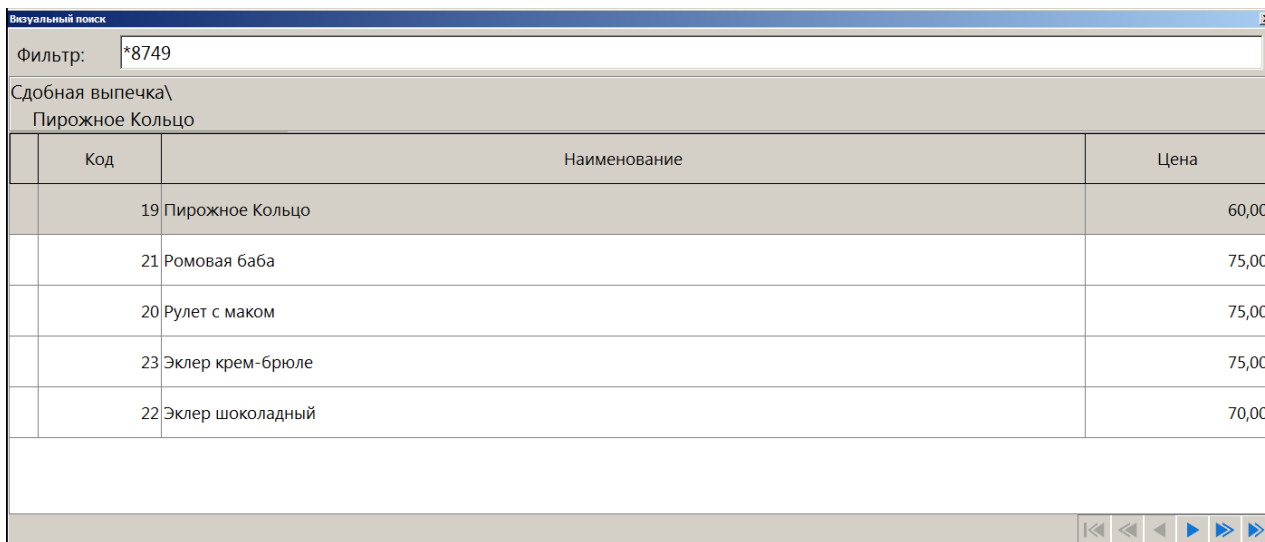 Визуальный поиск
Фильтр: *8749
Сдобная выпечка\
Пирожное Кольцо
Код Наименование Цена
19 Пирожное Кольцо 60,00
21 Ромовая баба 75,00
20 Рулет с маком 75,00
23 Эклер крем-брюле 75,00
22 Эклер шоколадный 70,00